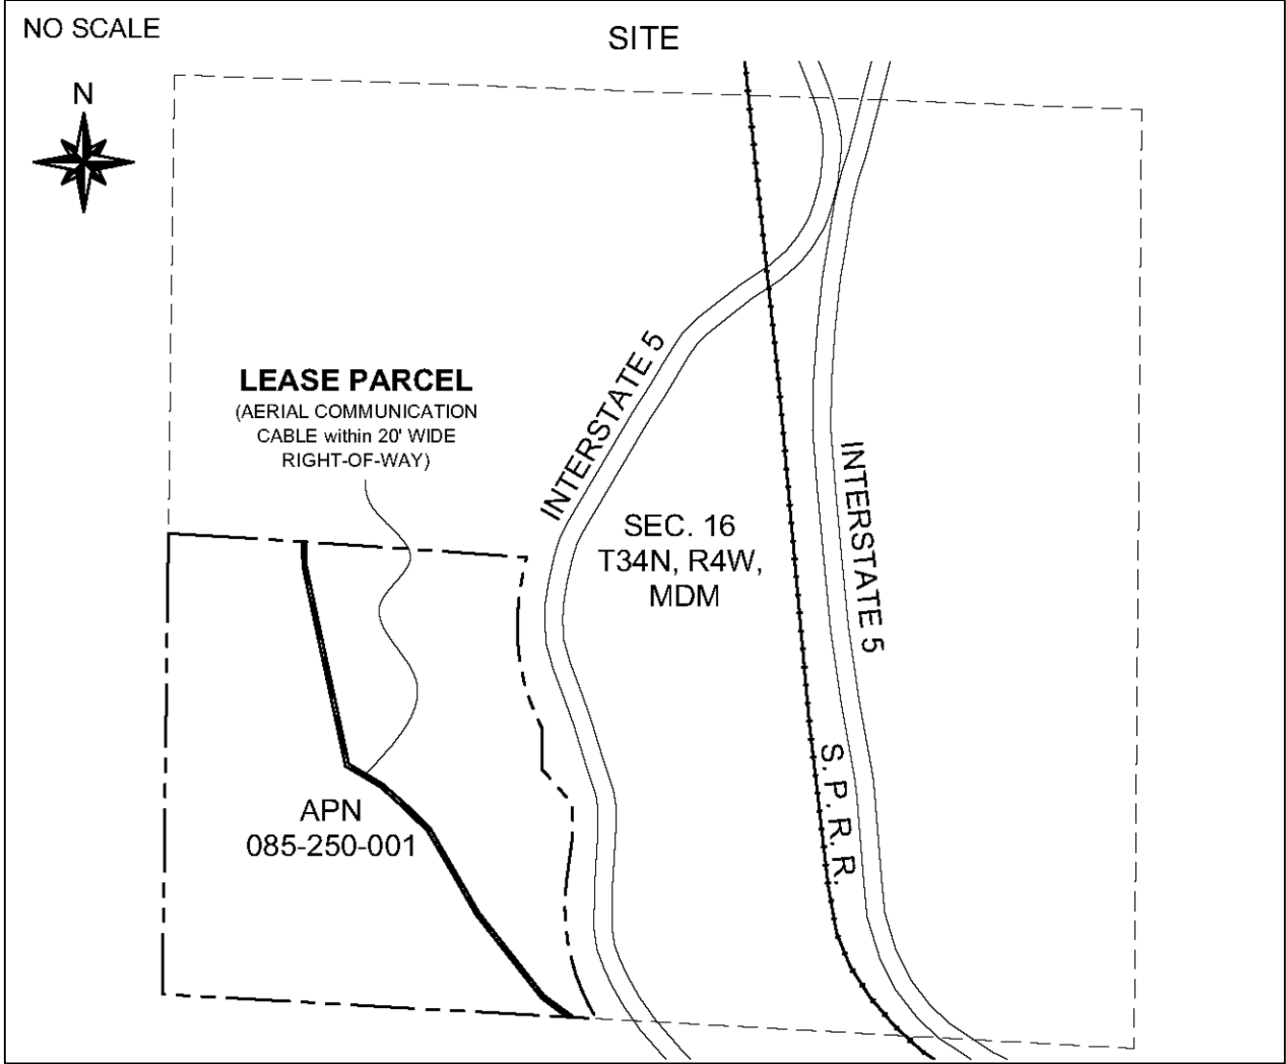 NO SCALE
SITE
N
LEASE PARCEL
(AERIAL COMMUNICATION
CABLE within 20' WIDE
RIGHT-OF-WAY)
INTERSTATE 5
SEC. 16
T34N, R4W,
MDM
INTERSTATE 5
S. P. R. R.
APN
085-250-001